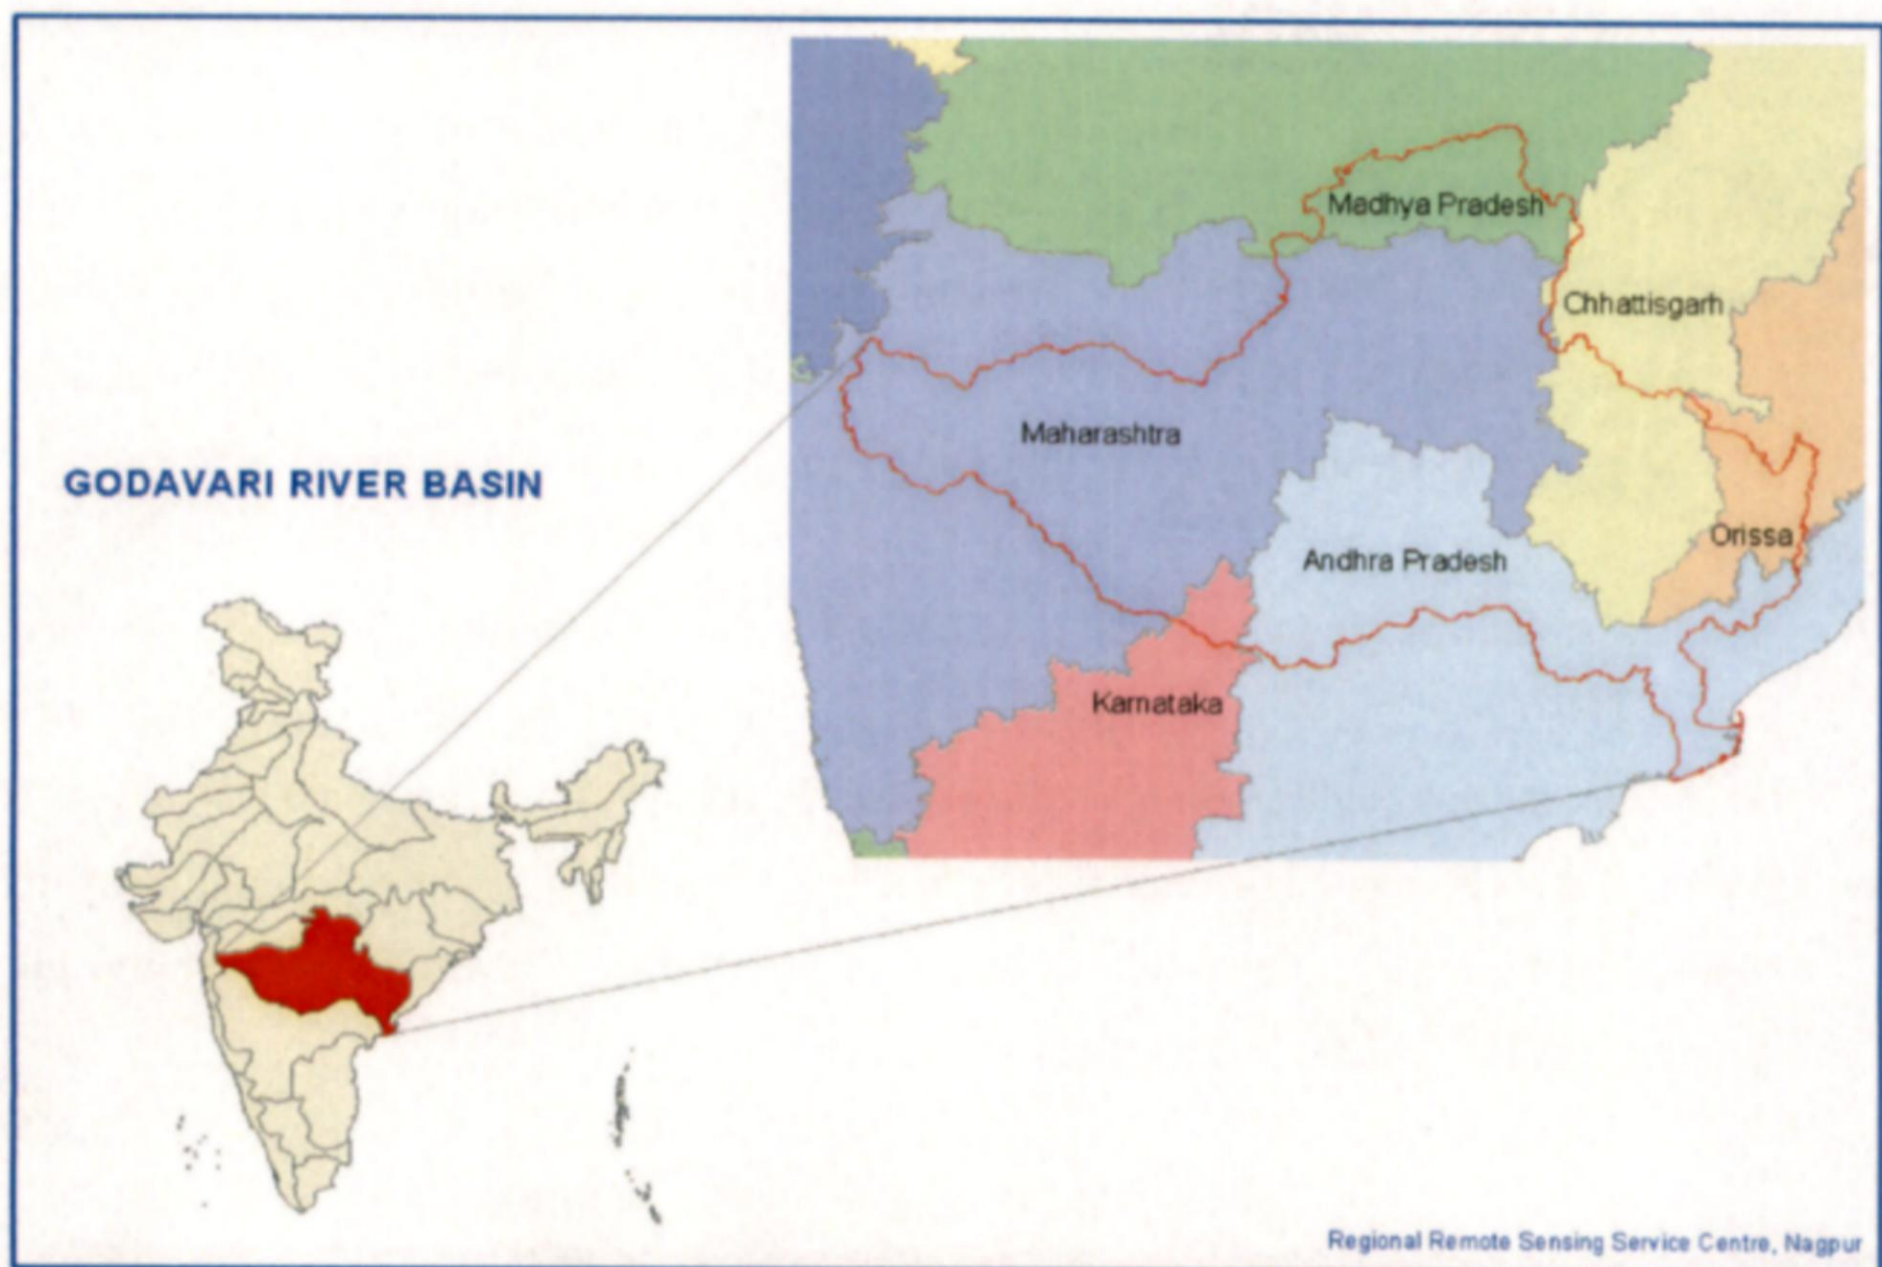 Madhya Pradesh
Chhattisgarh
Maharashtra
GODAVARI RIVER BASIN
Orissa
Andhra Pradesh
Karnataka
Regional Remote Sensing Service Centre, Nagpur